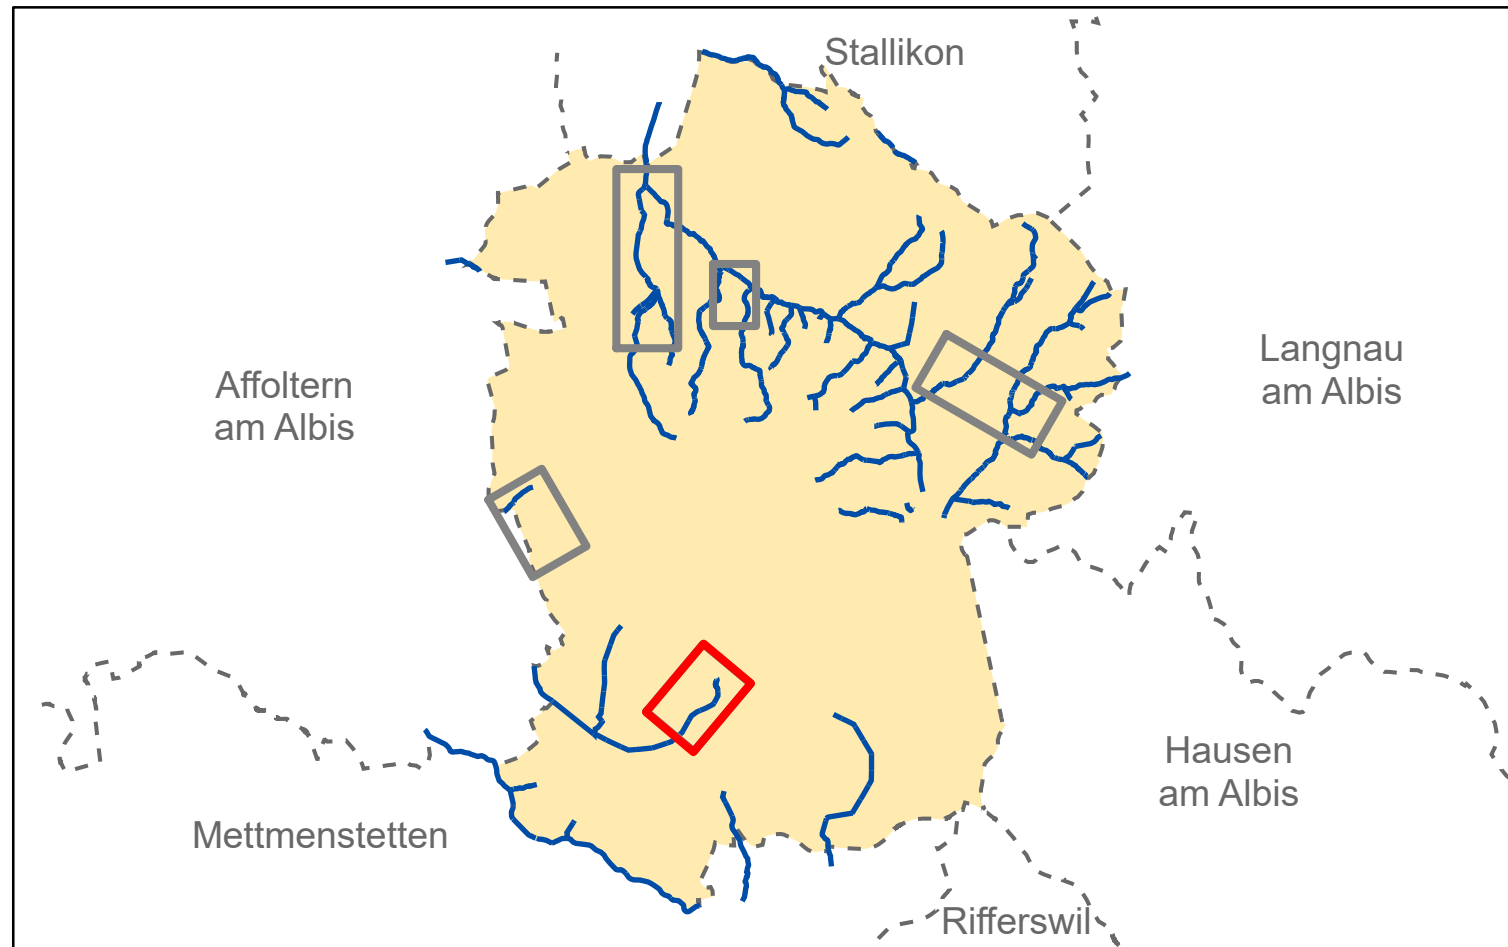 Stallikon
Affoltern
am Albis
Langnau
am Albis
Hausen
am Albis
Mettmenstetten
Rifferswil